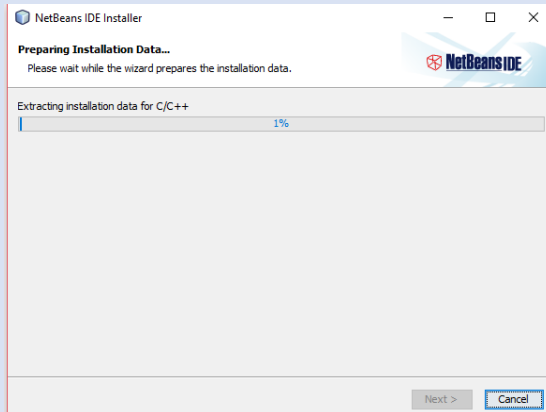 NetBeans IDE Installer
Preparing Installation Data...
Please wait while the wizard prepares the installation data.
NetBeans IDE
Extracting installation data for C/C++
1%
Next >
Cancel